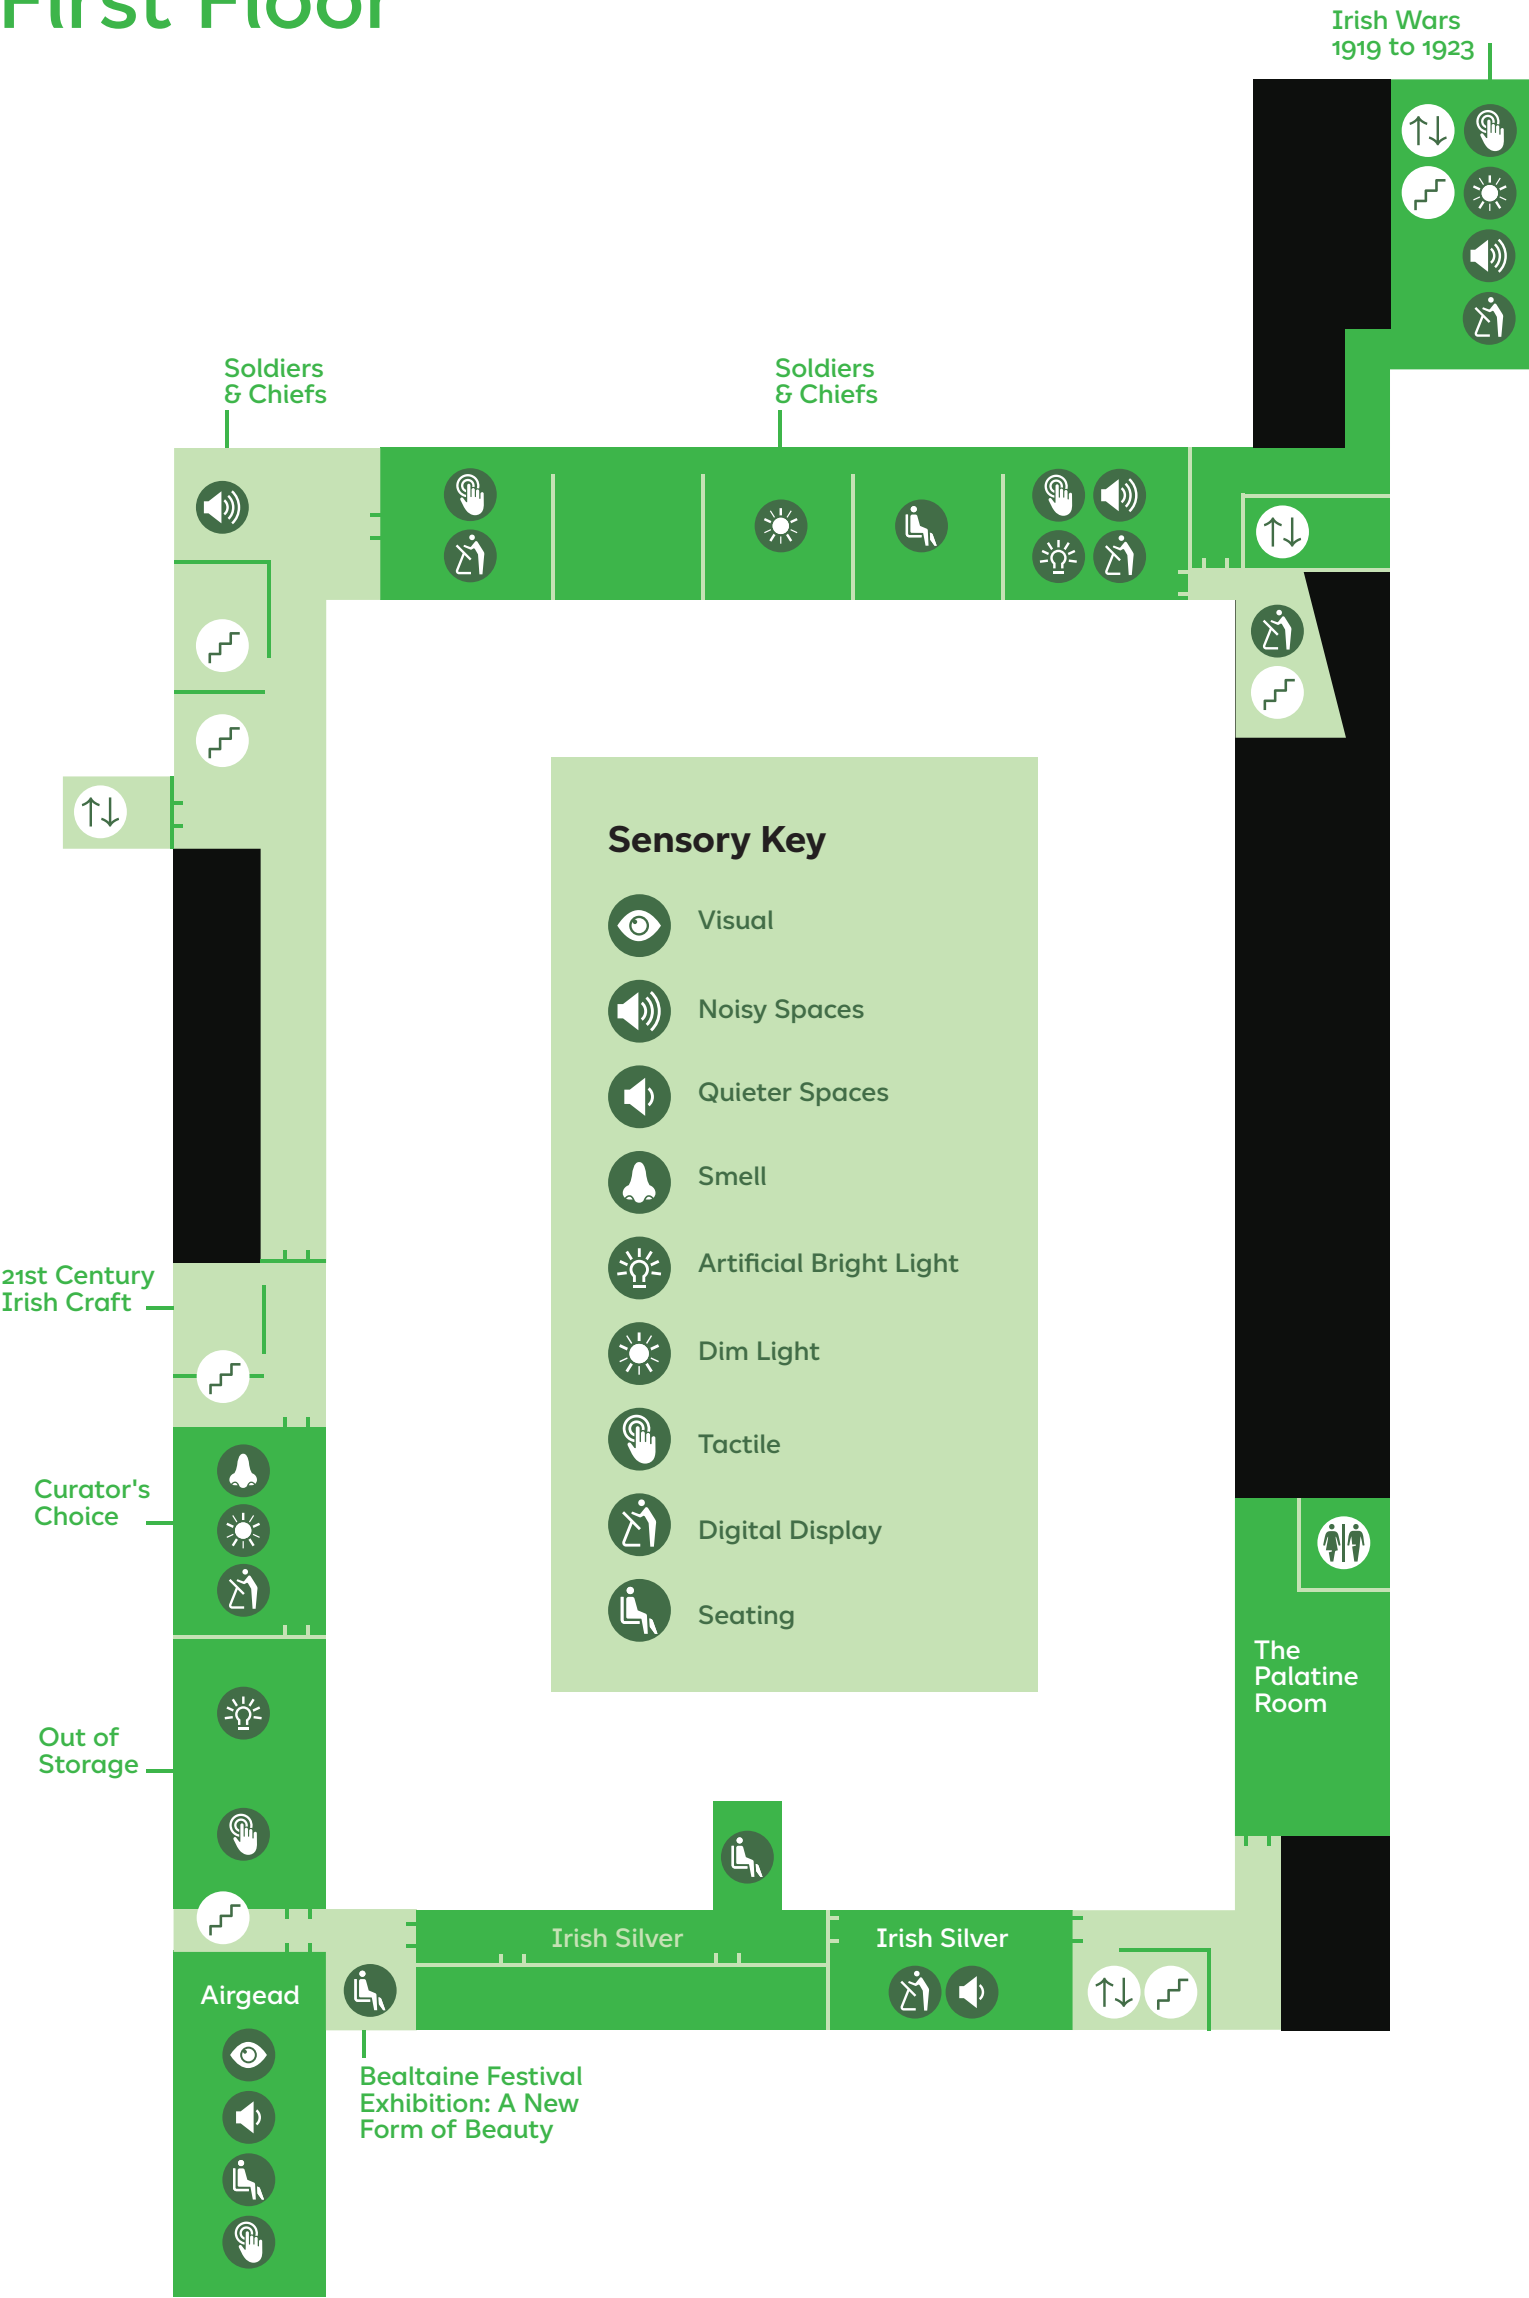 First Floor
Irish Wars
1919 to 1923
Soldiers
& Chiefs
Soldiers
& Chiefs
Sensory Key
Visual
Noisy Spaces
Quieter Spaces
Smell
Artificial Bright Light
Dim Light
Tactile
Digital Display
Seating
21st Century
Irish Craft
Curator's
Choice
Out of
Storage
The
Palatine
Room
Irish Silver
Irish Silver
Airgead
Bealtaine Festival
Exhibition: A New
Form of Beauty